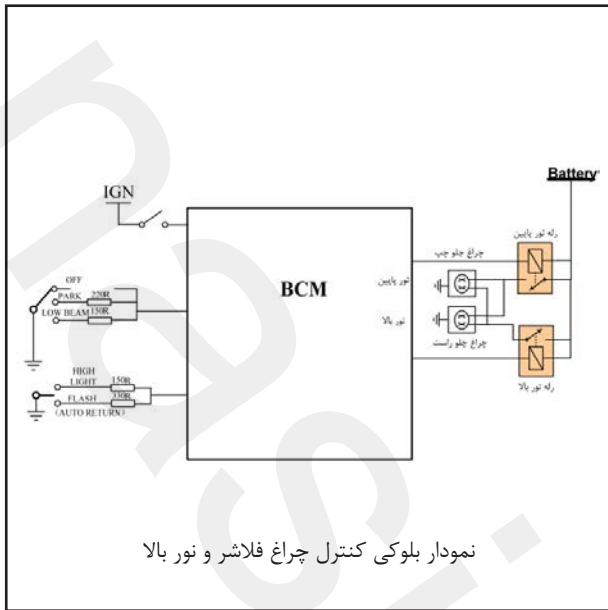 Battery
IGN
رله نور پایین
چراغ جلو چپ
OFF
PARK
220R
LOW BEAM
150R
BCM
نور پایین
نور بالا
چراغ جلو راست
HIGH
LIGHT
150R
FLASH
330R
(AUTO RETURN)
رله نور بالا
نمودار بلوکی کنترل چراغ فلاشر و نور بالا